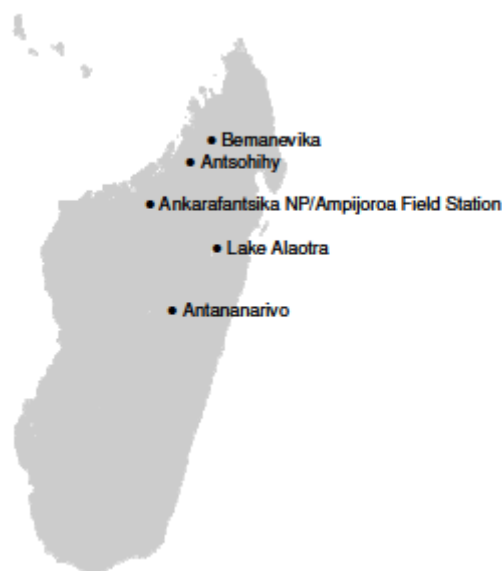 Bemanevika
Antsohihy
Ankarafantsika NP/Ampijoroa Field Station
Lake Alaotra
Antananarivo